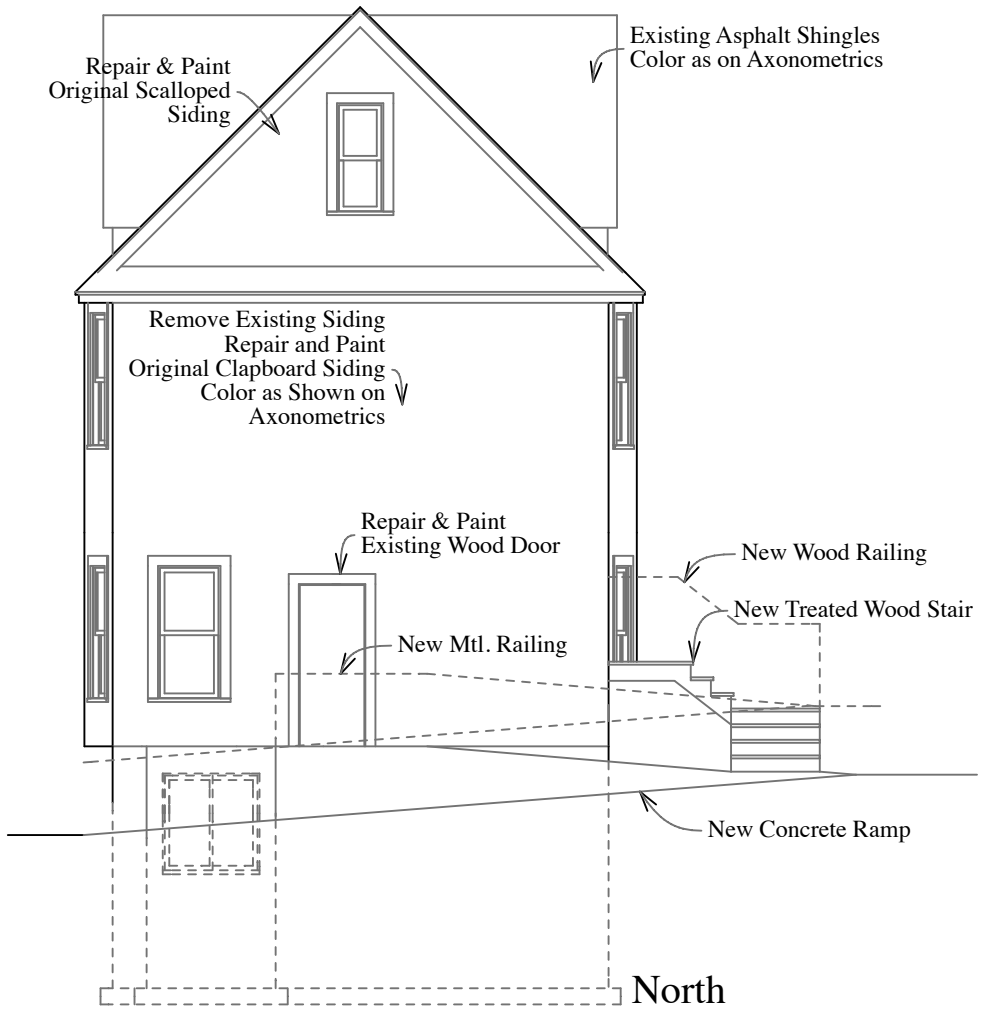 Existing Asphalt Shingles
Color as on Axonometrics
Repair & Paint
Original Scalloped
Siding
Remove Existing Siding
Repair and Paint
Original Clapboard Siding
Color as Shown on
Axonometrics
Repair & Paint
Existing Wood Door
New Wood Railing
New Treated Wood Stair
New Mtl. Railing
New Concrete Ramp
North